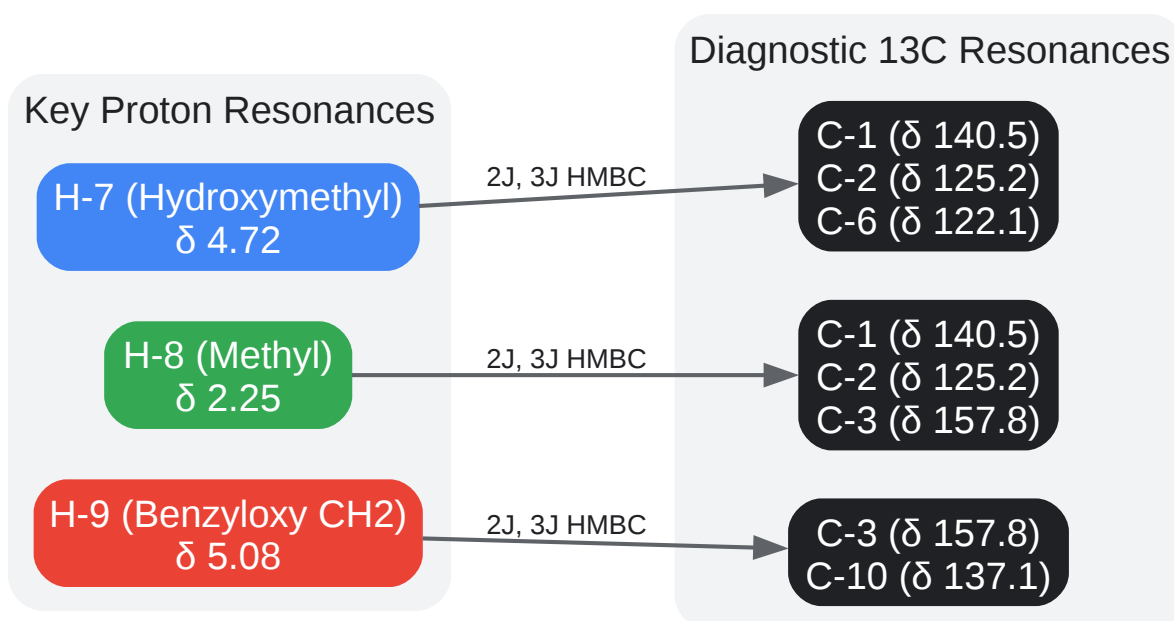 Key Proton Resonances
H-7 (Hydroxymethyl)
δ 4.72
H-8 (Methyl)
δ 2.25
H-9 (Benzyloxy CH2)
δ 5.08
2J, 3J HMBC
2J, 3J HMBC
2J, 3J HMBC
Diagnostic 13C Resonances
C-1 (δ 140.5)
C-2 (δ 125.2)
C-6 (δ 122.1)
C-1 (δ 140.5)
C-2 (δ 125.2)
C-3 (δ 157.8)
C-3 (δ 157.8)
C-10 (δ 137.1)